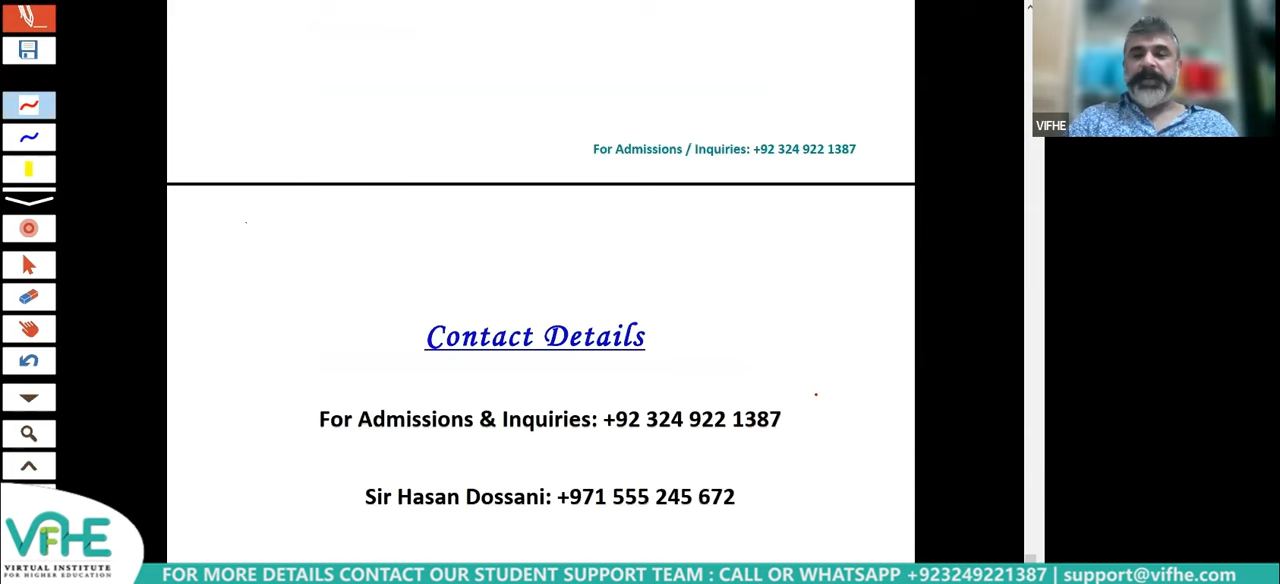 VIFHE
For Admissions / Inquiries: +92 324 922 1387
Contact Details
For Admissions & Inquiries: +92 324 922 1387
Sir Hasan Dossani: +971 555 245 672
VIFHE
VIRTUAL INSTITUTE
FOR HIGHER EDUCATION
FOR MORE DETAILS CONTACT OUR STUDENT SUPPORT TEAM : CALL OR WHATSAPP +923249221387 | support@vifhe.com